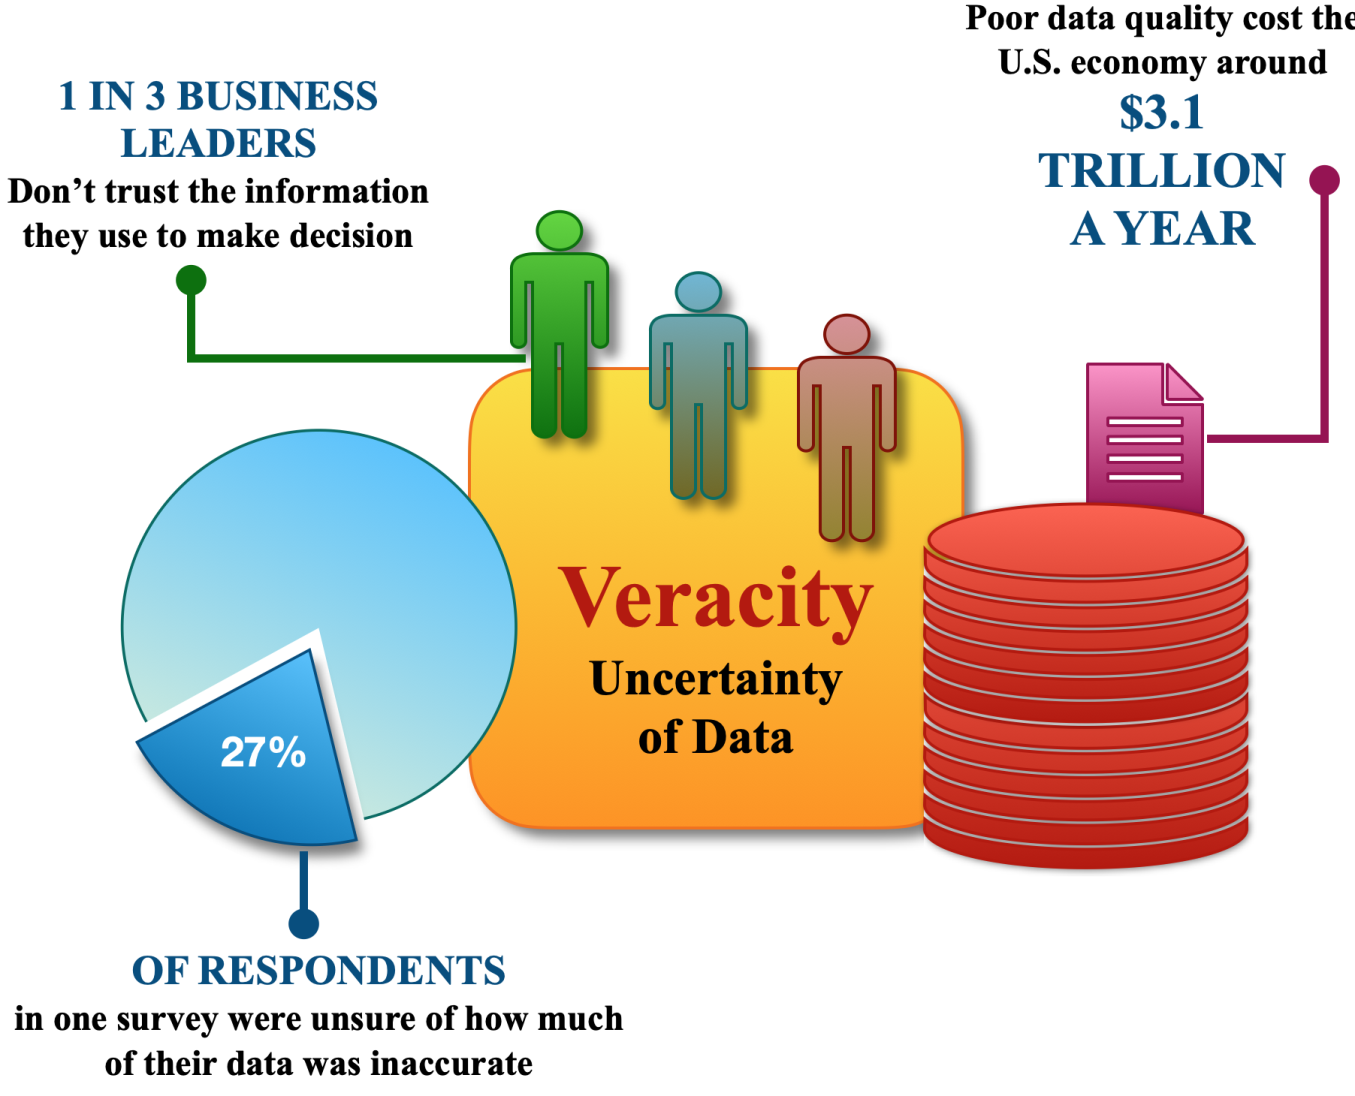 Poor data quality cost the
U.S. economy around
$3.1
TRILLION
A YEAR
1 IN 3 BUSINESS
LEADERS
Don’t trust the information
they use to make decision
Veracity
Uncertainty
of Data
27%
OF RESPONDENTS
in one survey were unsure of how much
of their data was inaccurate